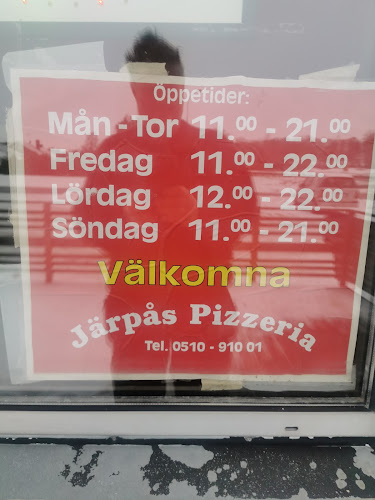 Öppetider:
Mån - Tor 11.00 - 21.00
Fredag 11.00 - 22.00
Lördag 12.00 - 22.00
Söndag 11.00 - 21.00
Välkomna
Järpås Pizzeria
Tel. 0510 - 910 01